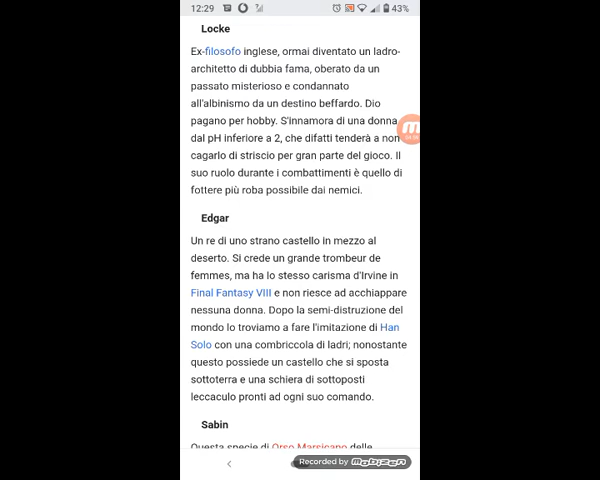 12:29
43%
Locke
Ex-filosofo inglese, ormai diventato un ladro-
architetto di dubbia fama, oberato da un
passato misterioso e condannato
all'albinismo da un destino beffardo. Dio
pagano per hobby. S'innamora di una donna
dal pH inferiore a 2, che difatti tenderà a non
cagarlo di striscio per gran parte del gioco. Il
suo ruolo durante i combattimenti è quello di
fottere più roba possibile dai nemici.
Edgar
Un re di uno strano castello in mezzo al
deserto. Si crede un grande trombeur de
femmes, ma ha lo stesso carisma d'Irvine in
Final Fantasy VIII e non riesce ad acchiappare
nessuna donna. Dopo la semi-distruzione del
mondo lo troviamo a fare l'imitazione di Han
Solo con una combriccola di ladri; nonostante
questo possiede un castello che si sposta
sottoterra e una schiera di sottoposti
leccaculo pronti ad ogni suo comando.
Sabin
Questa specie di Orso Marsicano delle
Recorded by mobizen